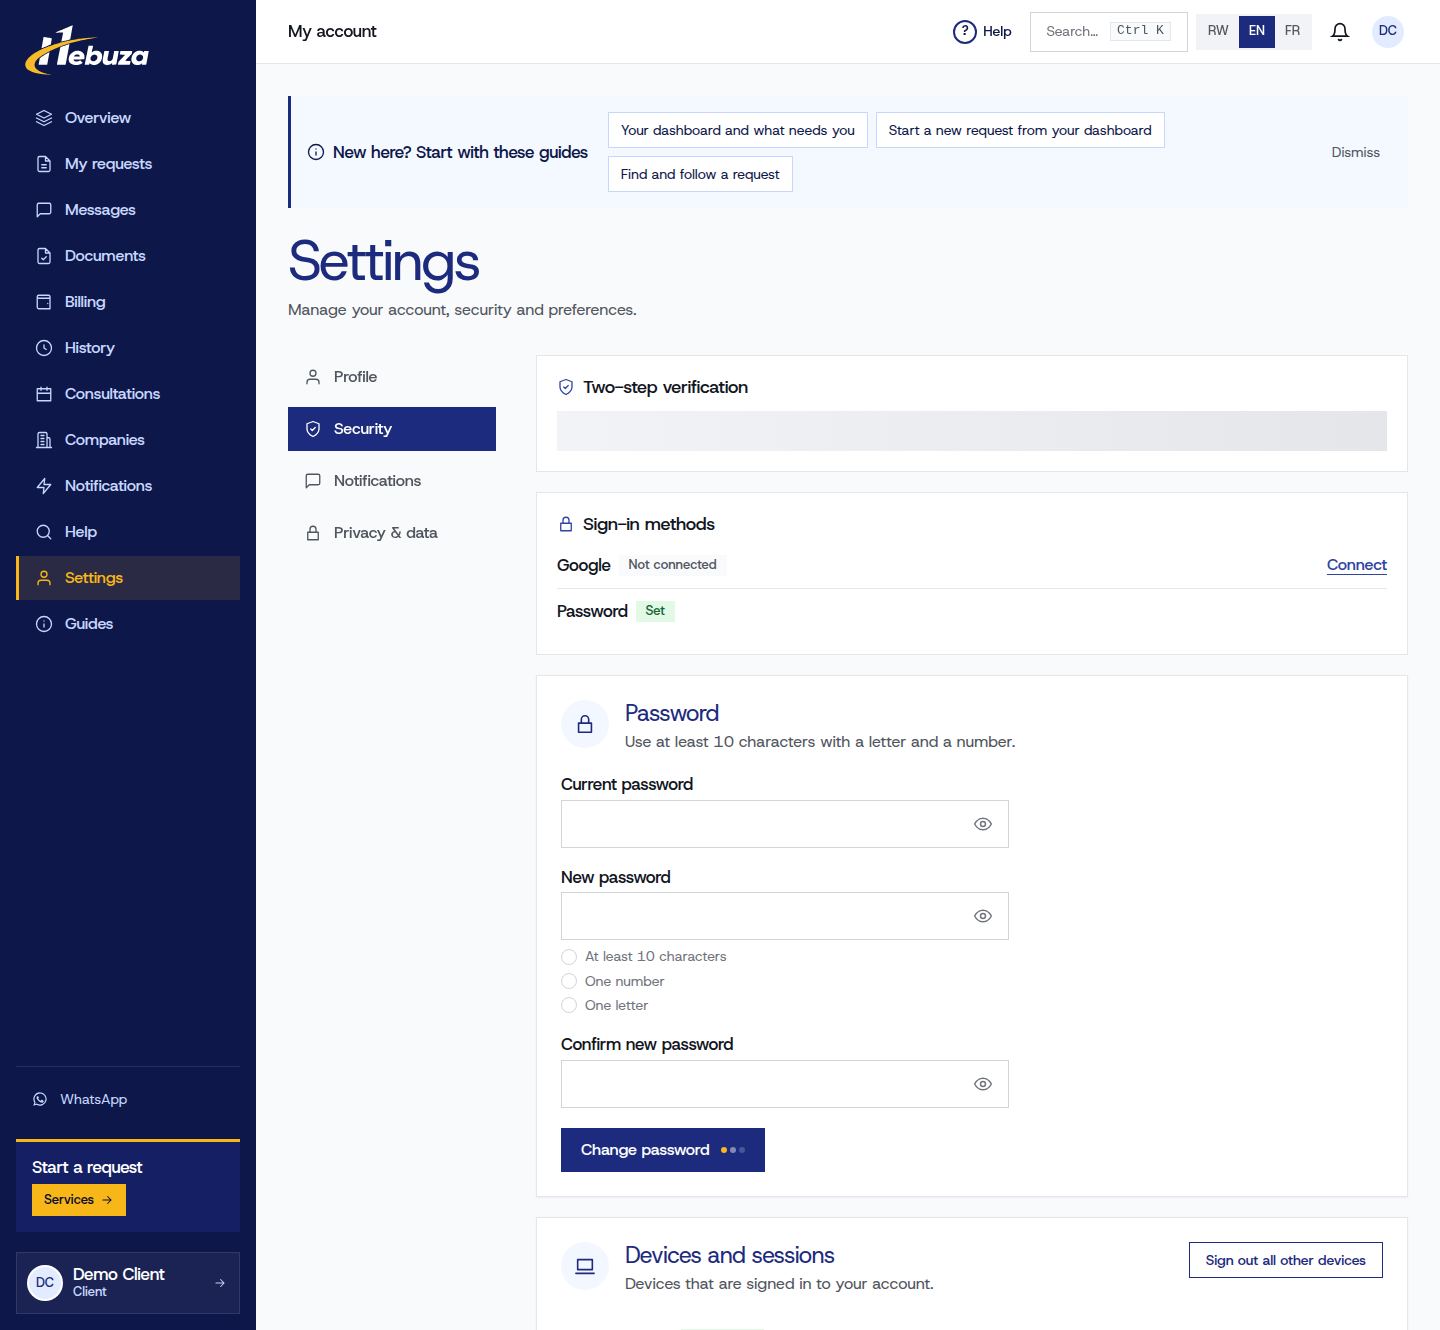 Hebuza
Overview
My requests
Messages
Documents
Billing
History
Consultations
Companies
Notifications
Help
Settings
Guides
WhatsApp
Start a request
Services
DC
Demo Client
Client
My account
? Help
Search... Ctrl K
RW EN FR
DC
New here? Start with these guides
Your dashboard and what needs you
Start a new request from your dashboard
Find and follow a request
Dismiss
Settings
Manage your account, security and preferences.
Profile
Security
Notifications
Privacy & data
Two-step verification
Sign-in methods
Google Not connected
Connect
Password Set
Password
Use at least 10 characters with a letter and a number.
Current password
New password
At least 10 characters
One number
One letter
Confirm new password
Change password
Devices and sessions
Devices that are signed in to your account.
Sign out all other devices